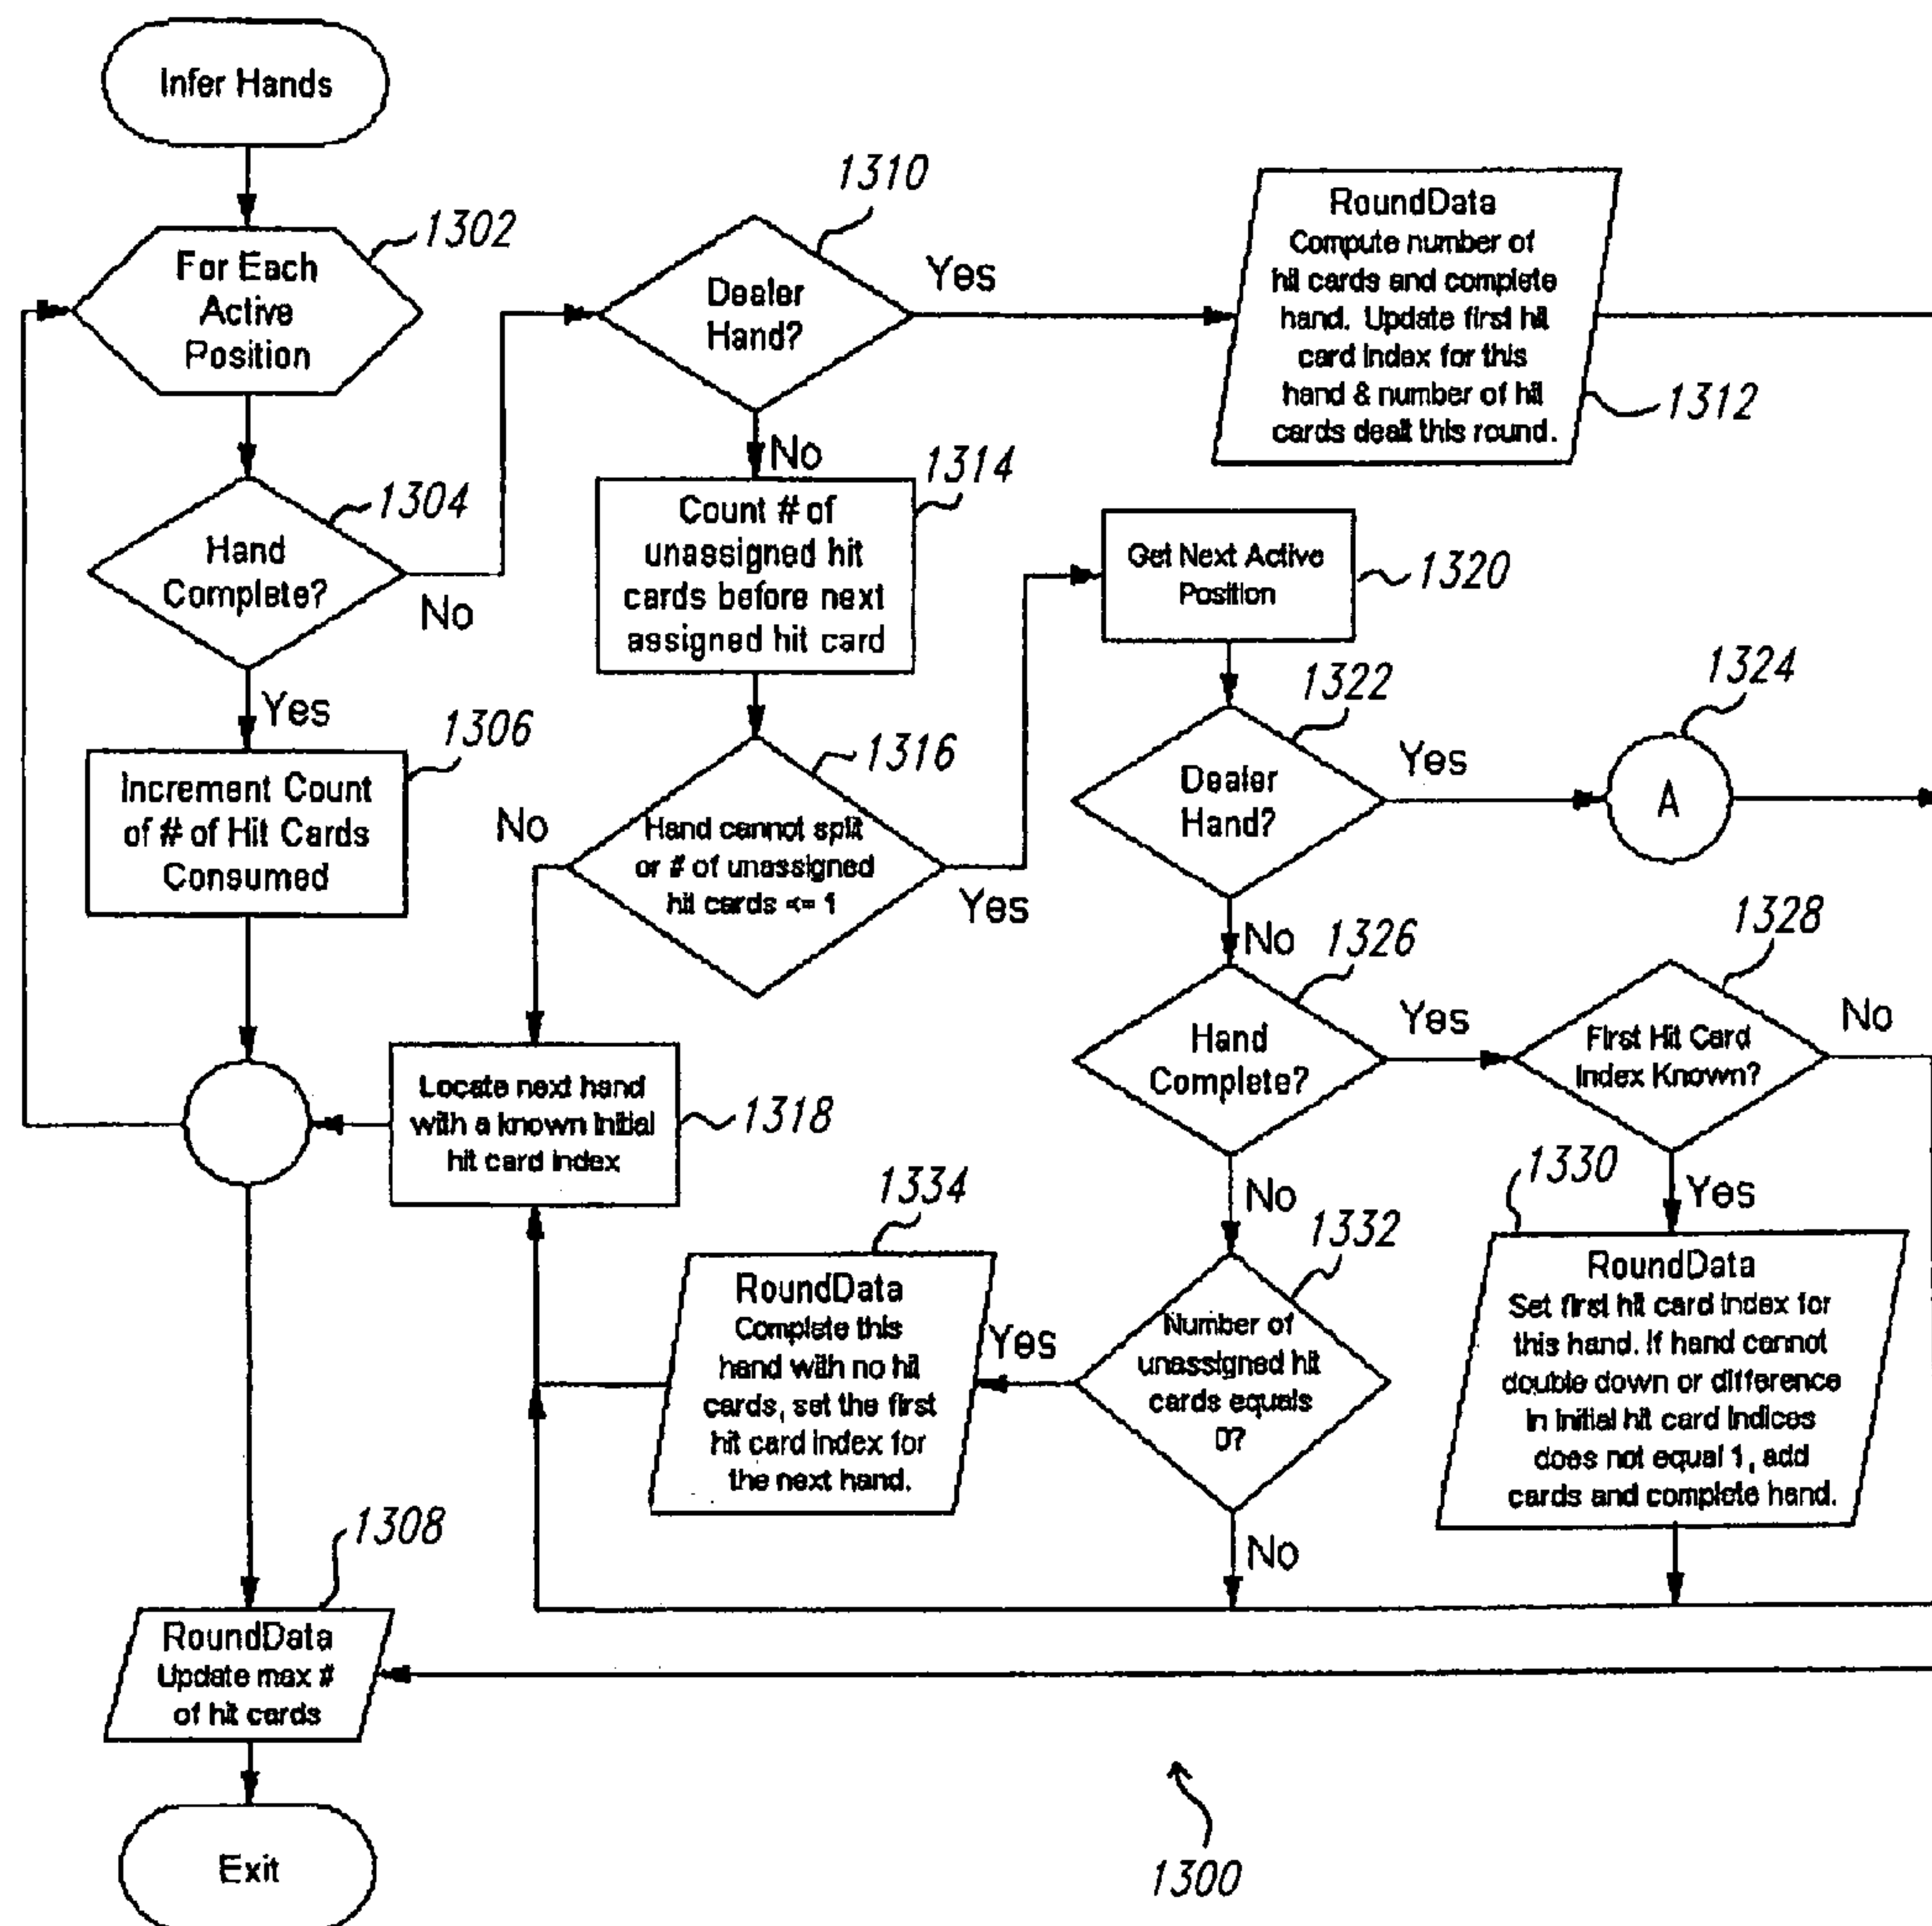 Infer Hands
1302
For Each
Active
Position
1304
Hand
Complete?
No
Yes
1306
Increment Count
of # of Hit Cards
Consumed
1308
RoundData
Update max #
of hit cards
Exit
1310
Dealer
Hand?
Yes
No
RoundData
Compute number of
hit cards and complete
hand. Update first hit
card index for this
hand & number of hit
cards dealt this round.
1312
1314
Count # of
unassigned hit
cards before next
assigned hit card
1316
Hand cannot split
or # of unassigned
hit cards <= 1
No
Yes
Locate next hand
with a known initial
hit card index
1318
Get Next Active
Position
1320
1322
Dealer
Hand?
Yes
No
1324
A
1326
Hand
Complete?
Yes
No
1328
First Hit Card
Index Known?
No
Yes
1330
RoundData
Set first hit card index for
this hand. If hand cannot
double down or difference
in initial hit card indices
does not equal 1, add
cards and complete hand.
1332
Number of
unassigned hit
cards equals
0?
Yes
No
1334
RoundData
Complete this
hand with no hit
cards, set the first
hit card index for
the next hand.
1300